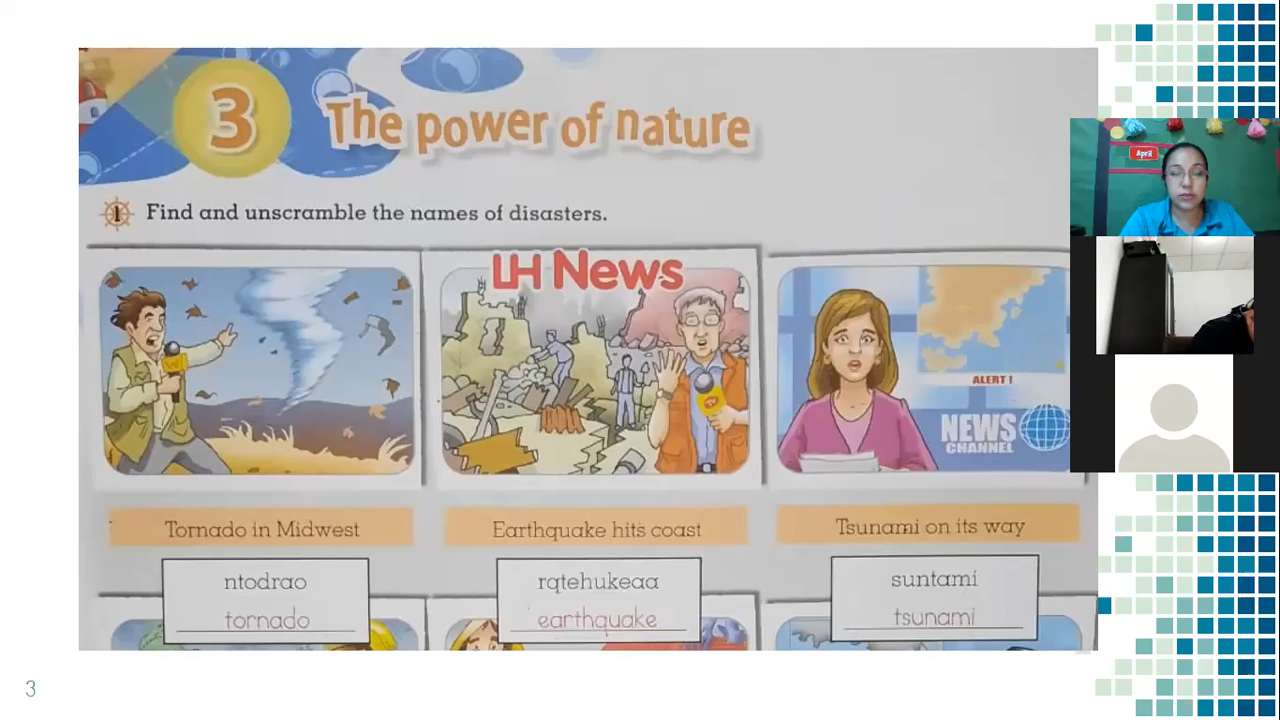 3
The power of nature
1 Find and unscramble the names of disasters.
LH News
ALERT !
NEWS
CHANNEL
Tornado in Midwest
Earthquake hits coast
Tsunami on its way
ntodrao
rqtehukeaa
suntami
tornado
earthquake
tsunami
April
3